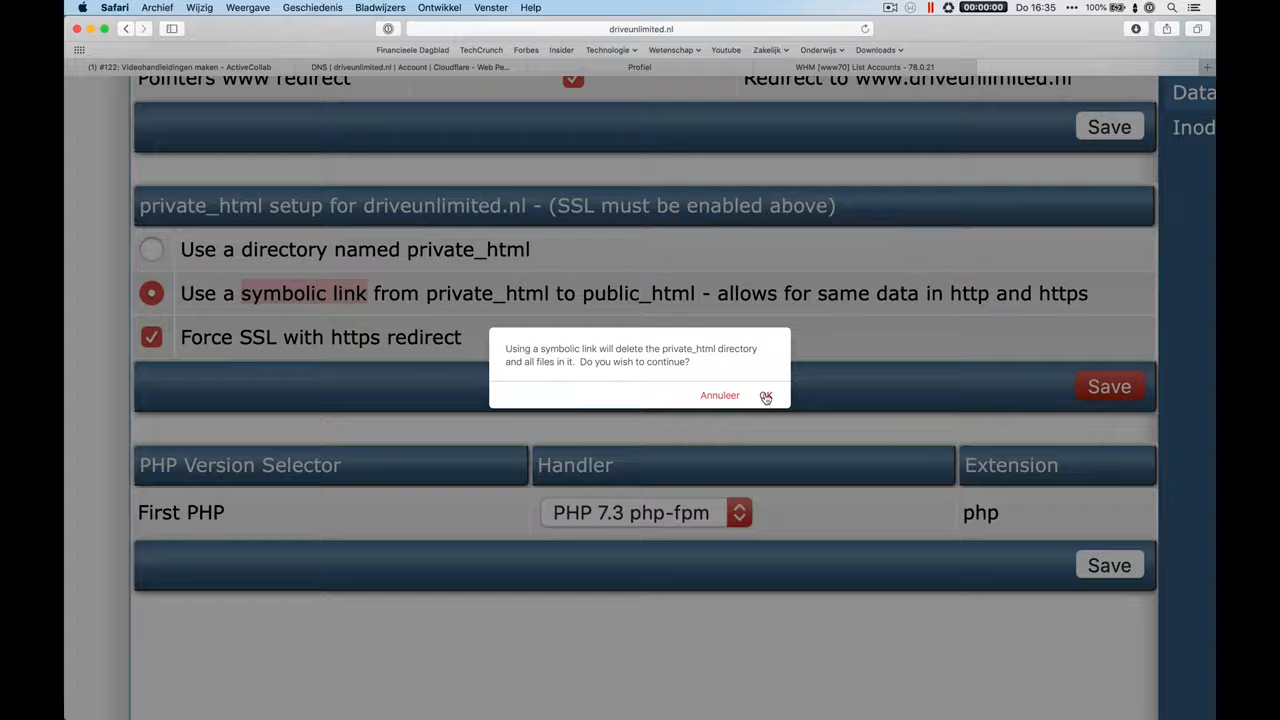 Safari Archief Wijzig Weergave Geschiedenis Bladwijzers Ontwikkel Venster Help 00:00:00 100% Do 16:35
driveunlimited.nl
Financieele Dagblad TechCrunch Forbes Insider Technologie Wetenschap Youtube Zakelijk Onderwijs Downloads
(1) #122: Videohandleidingen maken - ActiveCollab DNS | driveunlimited.nl | Account | Cloudflare - Web Pe... Profiel WHM [www70] List Accounts - 78.0.21
Pointers www redirect Redirect to www.driveunlimited.nl
Data
Inod
Save
private_html setup for driveunlimited.nl - (SSL must be enabled above)
Use a directory named private_html
Use a symbolic link from private_html to public_html - allows for same data in http and https
Force SSL with https redirect
Using a symbolic link will delete the private_html directory
and all files in it. Do you wish to continue?
Annuleer OK
Save
PHP Version Selector Handler Extension
First PHP PHP 7.3 php-fpm php
Save